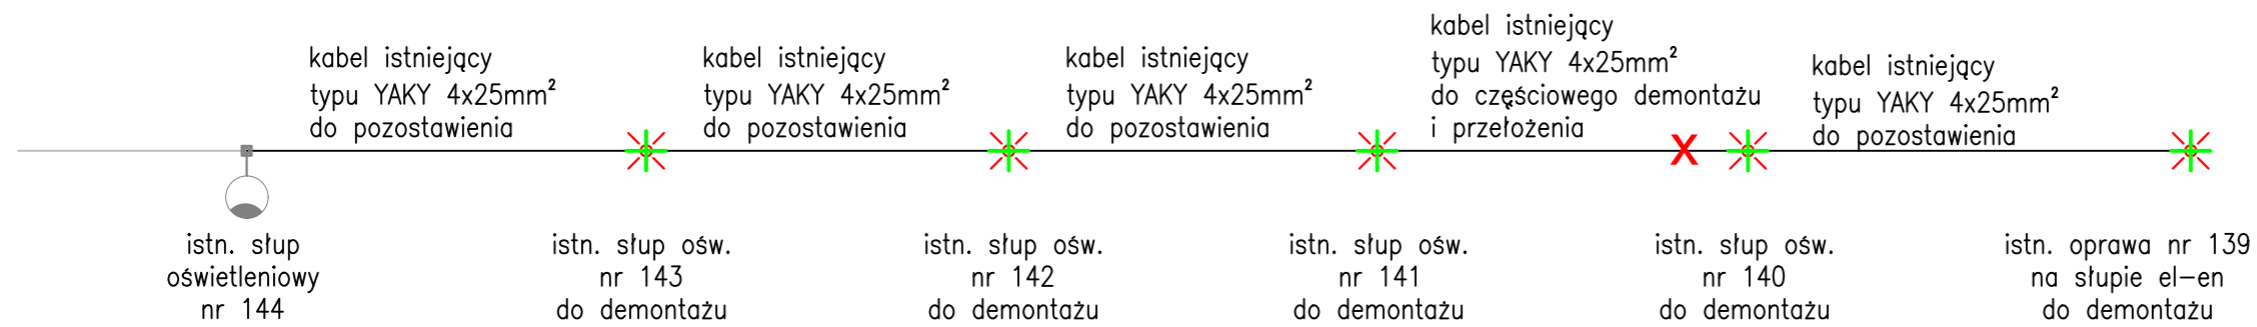 kabel istniejący
typu YAKY 4x25mm²
do pozostawienia
kabel istniejący
typu YAKY 4x25mm²
do pozostawienia
kabel istniejący
typu YAKY 4x25mm²
do pozostawienia
kabel istniejący
typu YAKY 4x25mm²
do częściowego demontażu
i przełożenia
kabel istniejący
typu YAKY 4x25mm²
do pozostawienia
X
istn. słup
oświetleniowy
nr 144
istn. słup ośw.
nr 143
do demontażu
istn. słup ośw.
nr 142
do demontażu
istn. słup ośw.
nr 141
do demontażu
istn. słup ośw.
nr 140
do demontażu
istn. oprawa nr 139
na słupie el-en
do demontażu